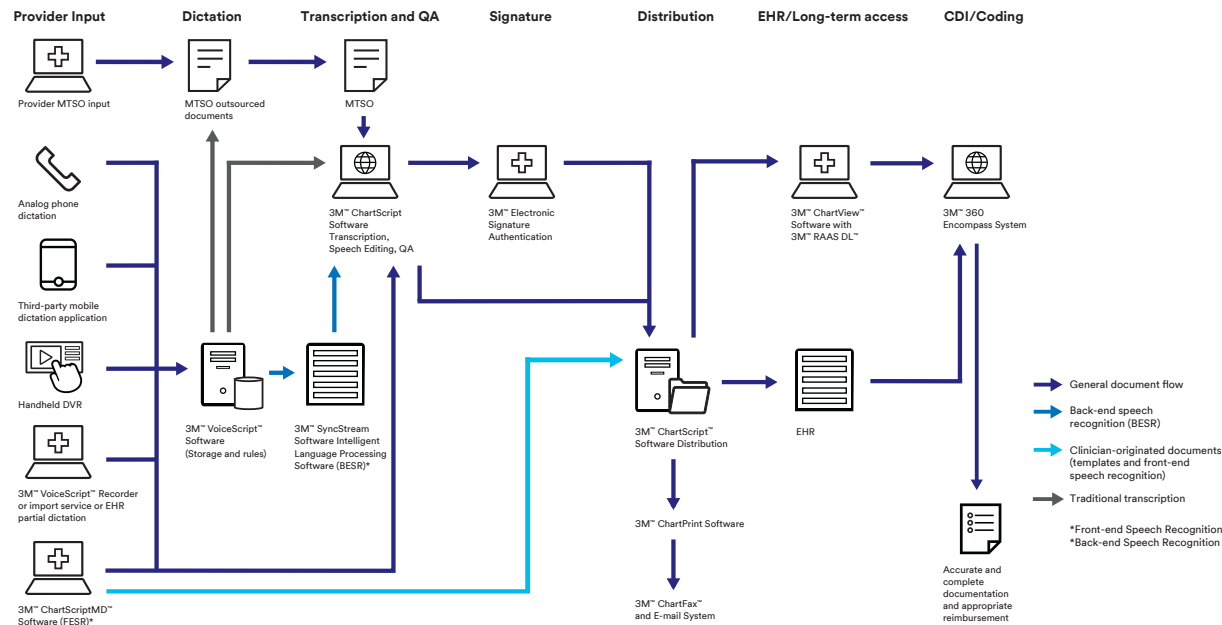 Provider Input
Dictation
Transcription and QA
Signature
Distribution
EHR/Long-term access
CDI/Coding
Provider MTSO input
MTSO outsourced
documents
MTSO
Analog phone
dictation
3M™ ChartScript
Software
Transcription,
Speech Editing, QA
3M™ Electronic
Signature
Authentication
3M™ ChartView™
Software with
3M™ RAAS DL™
3M™ 360
Encompass System
Third-party mobile
dictation application
Handheld DVR
3M™ VoiceScript™
Software
(Storage and rules)
3M™ SyncStream
Software Intelligent
Language Processing
Software (BESR)*
3M™ ChartScript™
Software Distribution
EHR
General document flow
Back-end speech
recognition (BESR)
Clinician-originated documents
(templates and front-end
speech recognition)
Traditional transcription
*Front-end Speech Recognition
*Back-end Speech Recognition
3M™ VoiceScript™ Recorder
or import service or EHR
partial dictation
3M™ ChartPrint Software
3M™ ChartScriptMD™
Software (FESR)*
3M™ ChartFax™
and E-mail System
Accurate and
complete
documentation
and appropriate
reimbursement